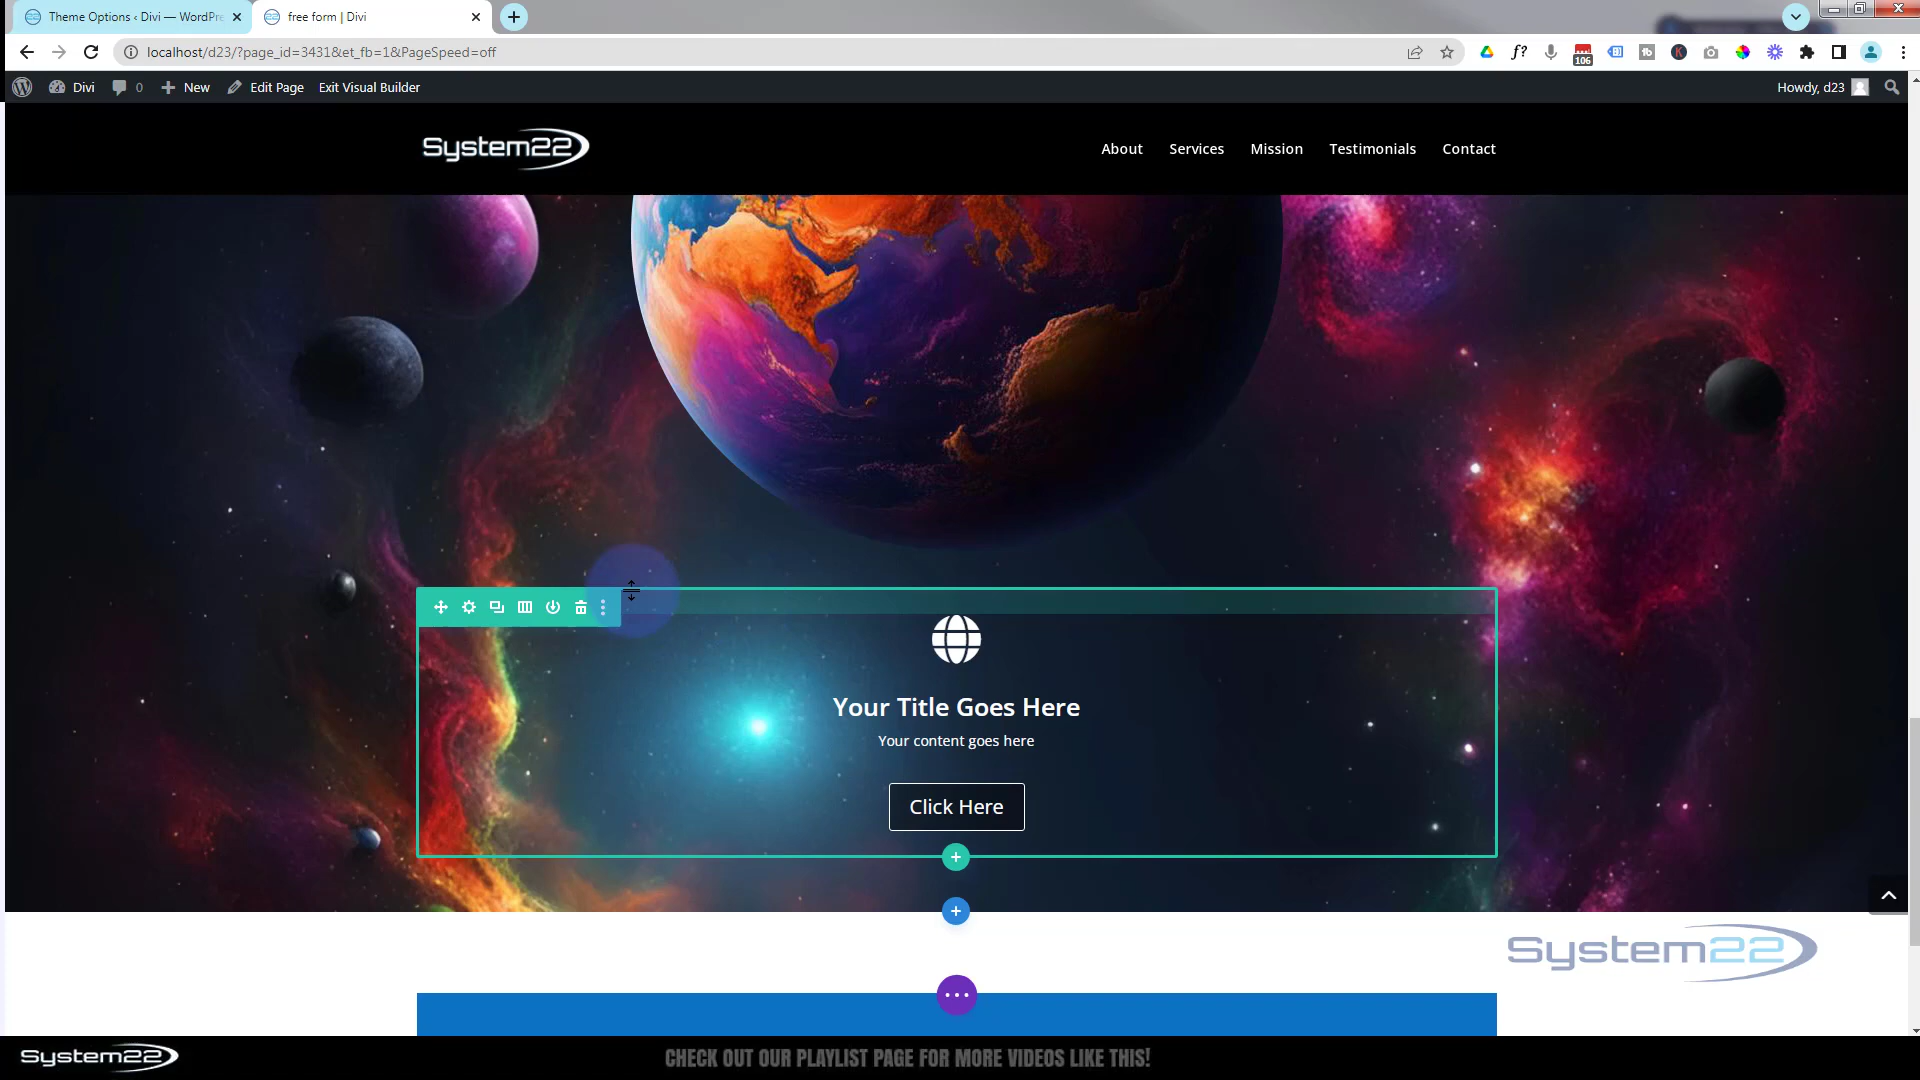 Theme Options ‹ Divi — WordPre
free form | Divi
localhost/d23/?page_id=3431&et_fb=1&PageSpeed=off
f?
106
Divi
0
New
Edit Page
Exit Visual Builder
Howdy, d23
System22
About
Services
Mission
Testimonials
Contact
Your Title Goes Here
Your content goes here
Click Here
System22
System22
CHECK OUT OUR PLAYLIST PAGE FOR MORE VIDEOS LIKE THIS!